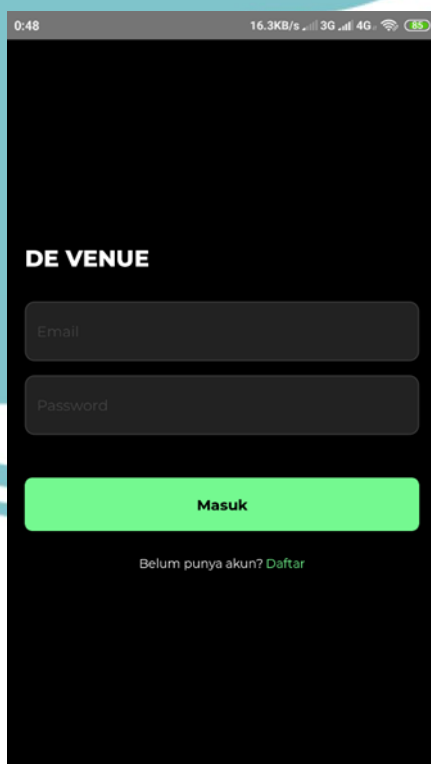 0:48 16.3KB/s 3G 4G 85
DE VENUE
Email
Password
Masuk
Belum punya akun? Daftar